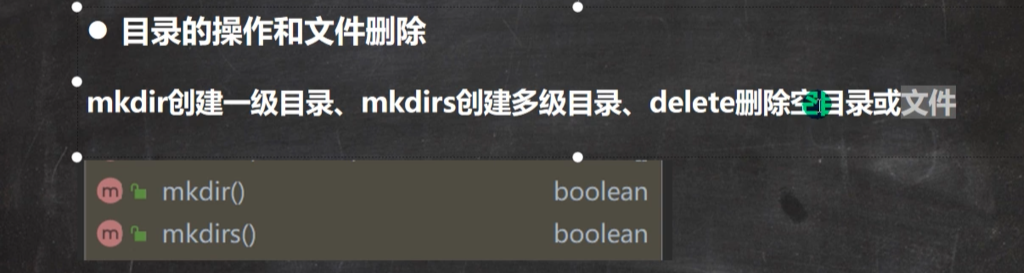 ● 目录的操作和文件删除
mkdir创建一级目录、mkdirs创建多级目录、delete删除空目录或文件
m mkdir() boolean
m mkdirs() boolean